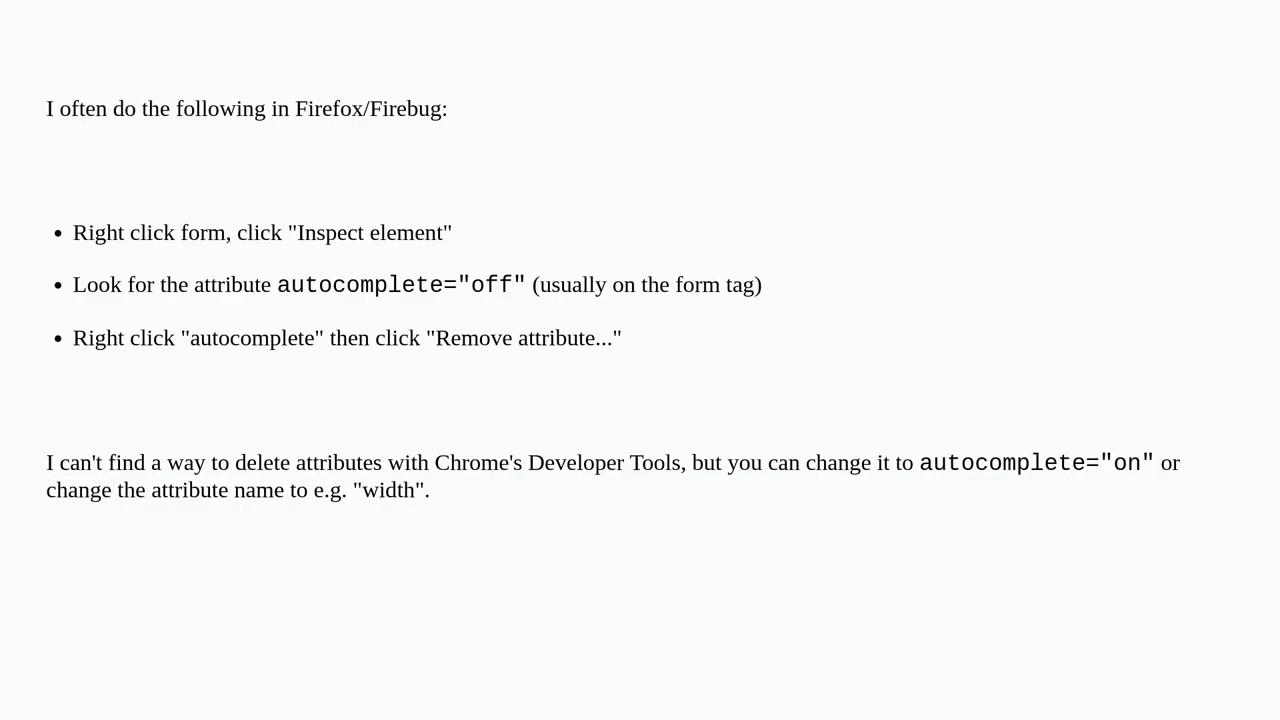 I often do the following in Firefox/Firebug:
• Right click form, click "Inspect element"
• Look for the attribute autocomplete="off" (usually on the form tag)
• Right click "autocomplete" then click "Remove attribute..."
I can't find a way to delete attributes with Chrome's Developer Tools, but you can change it to autocomplete="on" or
change the attribute name to e.g. "width".